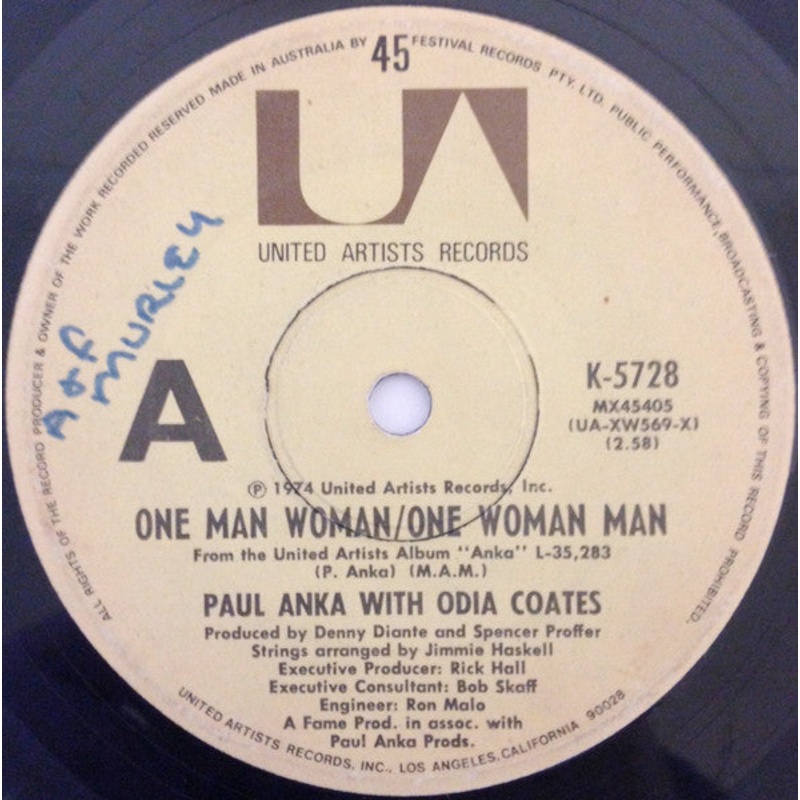 45
ALL RIGHTS OF THE RECORD PRODUCER & OWNER OF THE WORK RECORDED RESERVED MADE IN AUSTRALIA BY FESTIVAL RECORDS PTY. LTD. PUBLIC PERFORMANCE, BROADCASTING & COPYING OF THIS RECORD PROHIBITED.
UA
UNITED ARTISTS RECORDS
A & F
MURLEY
A
K-5728
MX45405
(UA-XW569-X)
(2.58)
℗ 1974 United Artists Records, Inc.
ONE MAN WOMAN/ONE WOMAN MAN
From the United Artists Album "Anka" L-35,283
(P. Anka) (M.A.M.)
PAUL ANKA WITH ODIA COATES
Produced by Denny Diante and Spencer Proffer
Strings arranged by Jimmie Haskell
Executive Producer: Rick Hall
Executive Consultant: Bob Skaff
Engineer: Ron Malo
A Fame Prod. in assoc. with
Paul Anka Prods.
UNITED ARTISTS RECORDS, INC., LOS ANGELES, CALIFORNIA 90028